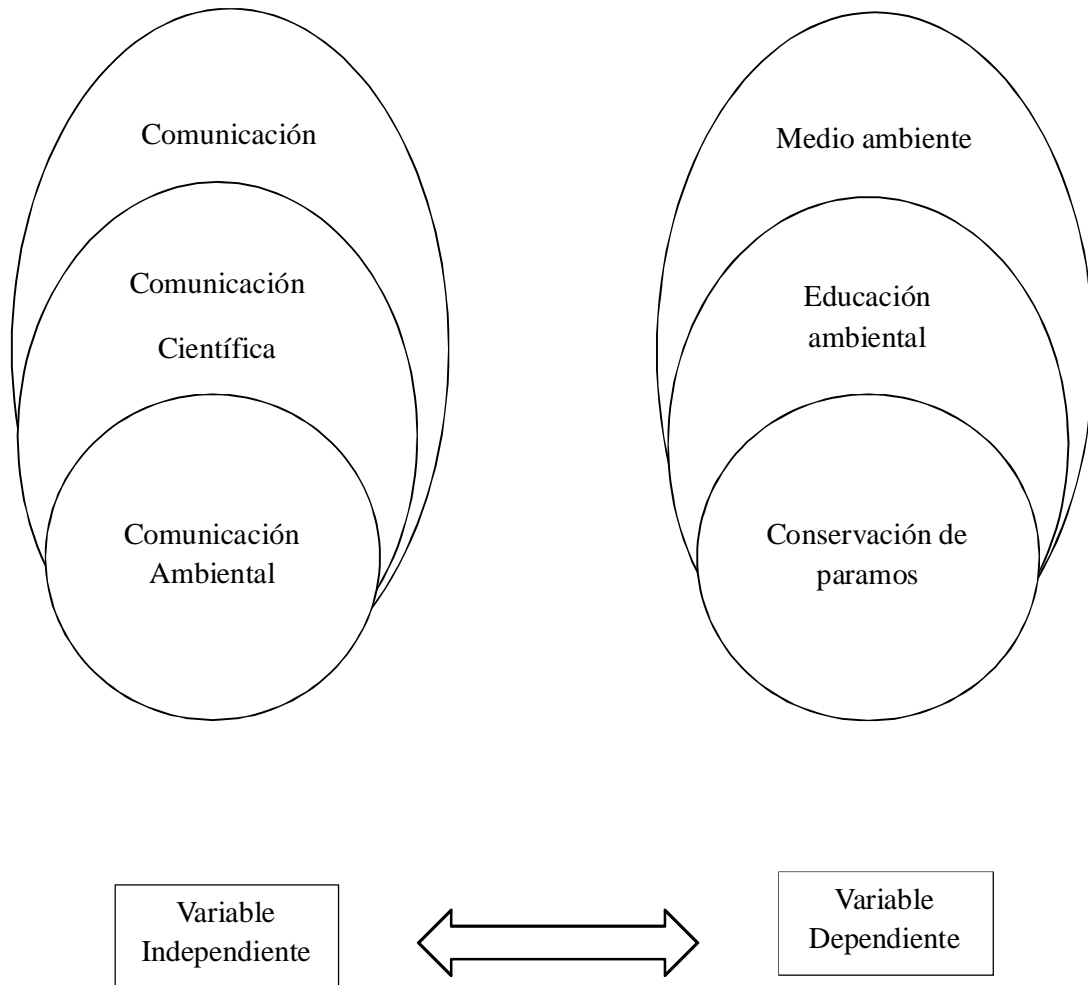 Comunicación
Comunicación
Científica
Comunicación
Ambiental
Medio ambiente
Educación
ambiental
Conservación de
paramos
Variable
Independiente
Variable
Dependiente